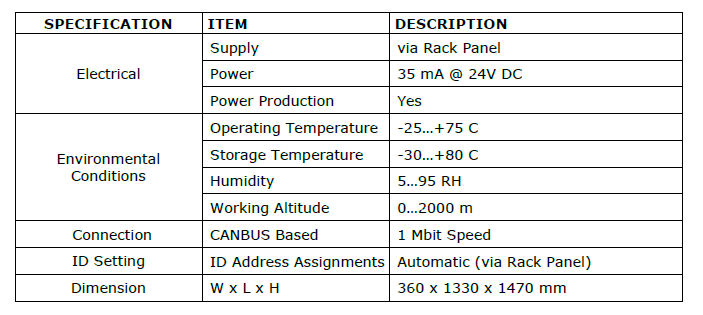 SPECIFICATION ITEM DESCRIPTION
Electrical Supply via Rack Panel
Power 35 mA @ 24V DC
Power Production Yes
Environmental Conditions Operating Temperature -25...+75 C
Storage Temperature -30...+80 C
Humidity 5...95 RH
Working Altitude 0...2000 m
Connection CANBUS Based 1 Mbit Speed
ID Setting ID Address Assignments Automatic (via Rack Panel)
Dimension W x L x H 360 x 1330 x 1470 mm